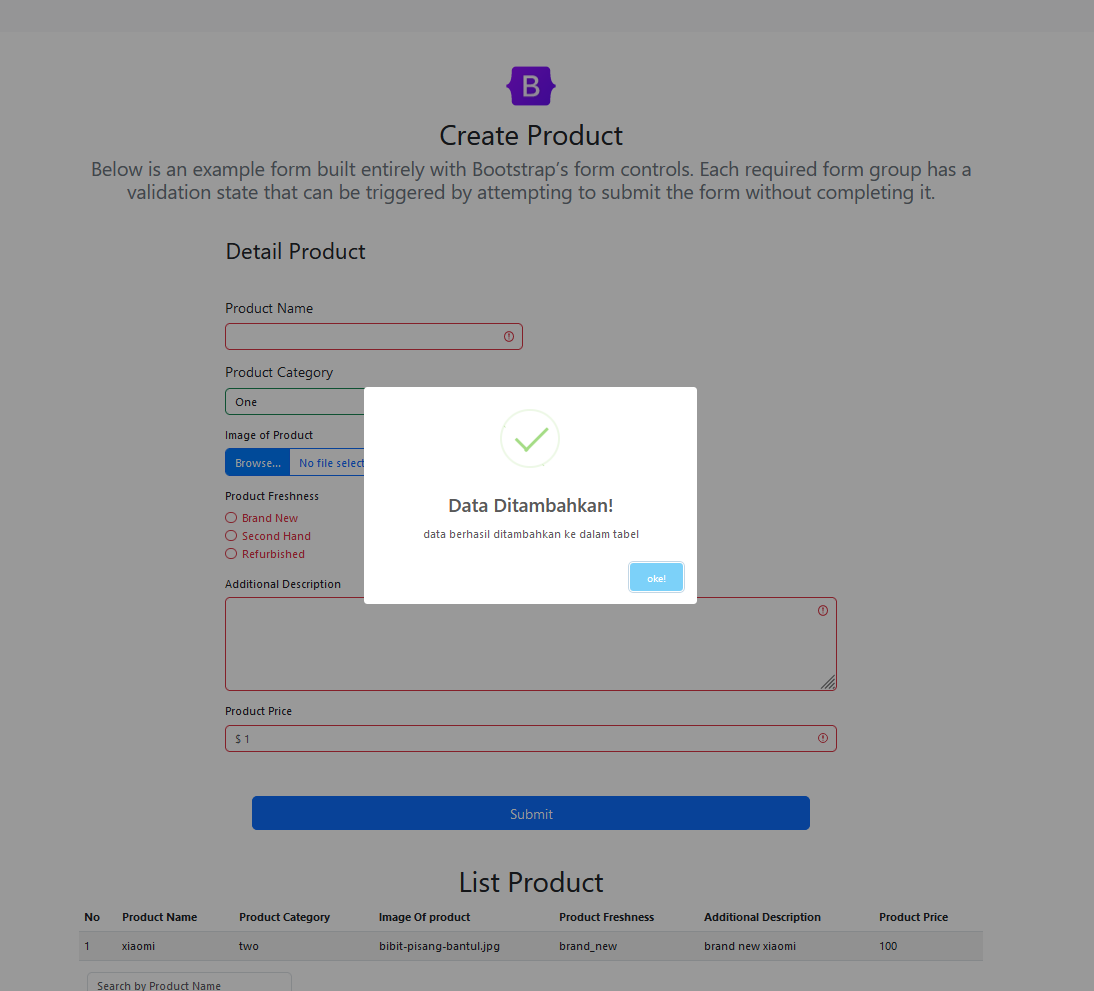 B
Create Product
Below is an example form built entirely with Bootstrap's form controls. Each required form group has a
validation state that can be triggered by attempting to submit the form without completing it.
Detail Product
Product Name
Product Category
One
Image of Product
Browse... No file select
Product Freshness
Brand New
Second Hand
Refurbished
Data Ditambahkan!
data berhasil ditambahkan ke dalam tabel
oke!
Additional Description
Product Price
$ 1
Submit
List Product
No Product Name Product Category Image Of product Product Freshness Additional Description Product Price
1 xiaomi two bibit-pisang-bantul.jpg brand_new brand new xiaomi 100
Search by Product Name